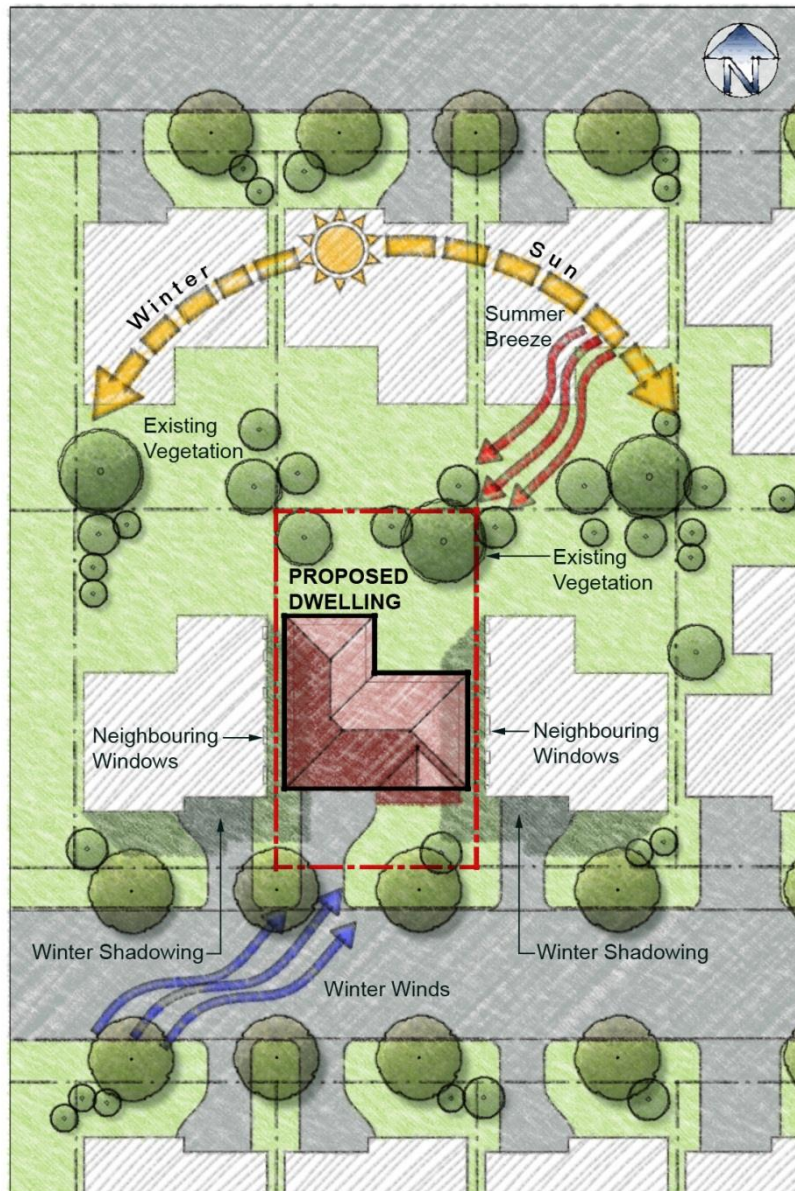 N
Winter
Sun
Summer
Breeze
Existing
Vegetation
Existing
Vegetation
PROPOSED
DWELLING
Neighbouring
Windows
Neighbouring
Windows
Winter Shadowing
Winter Shadowing
Winter Winds